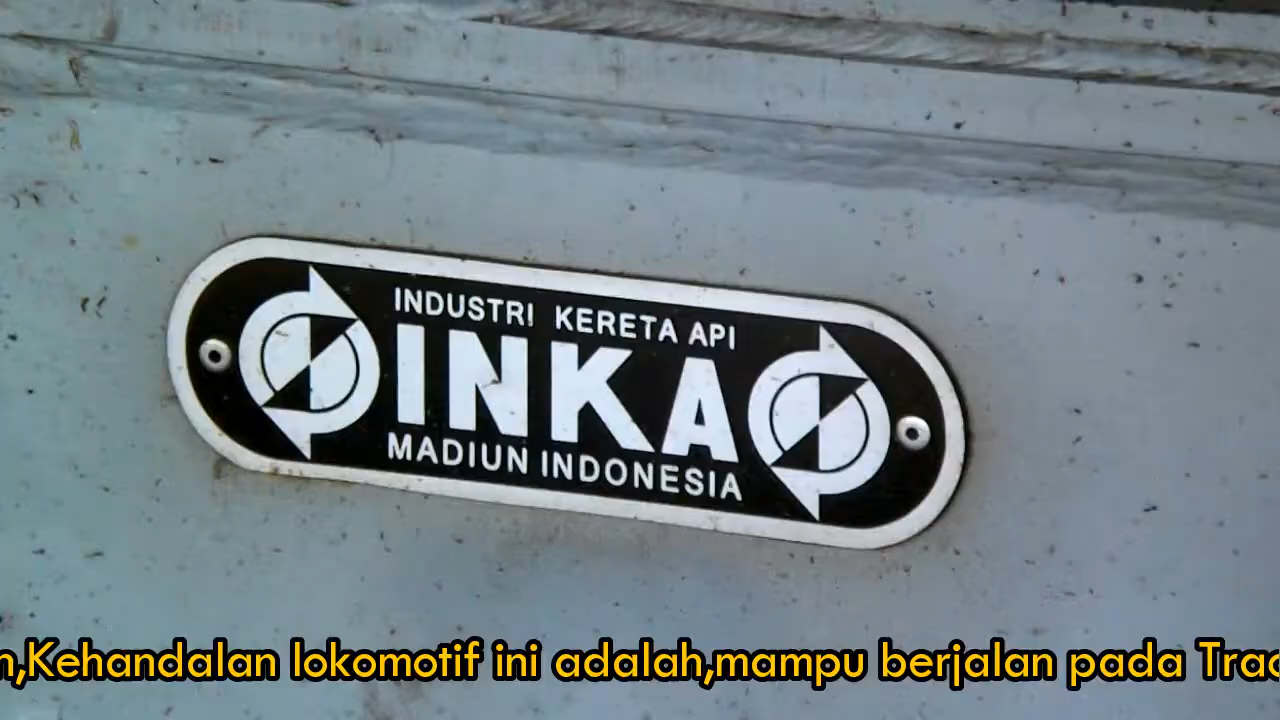 INDUSTRI KERETA API
INKA
MADIUN INDONESIA
,Kehandalan lokomotif ini adalah,mampu berjalan pada